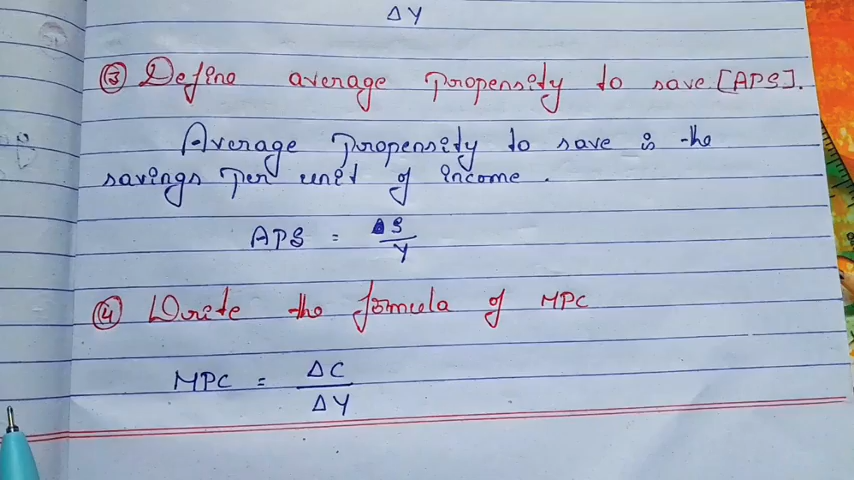 ΔY
③ Define average propensity to save [APS].
Average propensity to save is the
savings per unit of income.
APS = S/Y
④ Write the formula of MPC
MPC = ΔC/ΔY